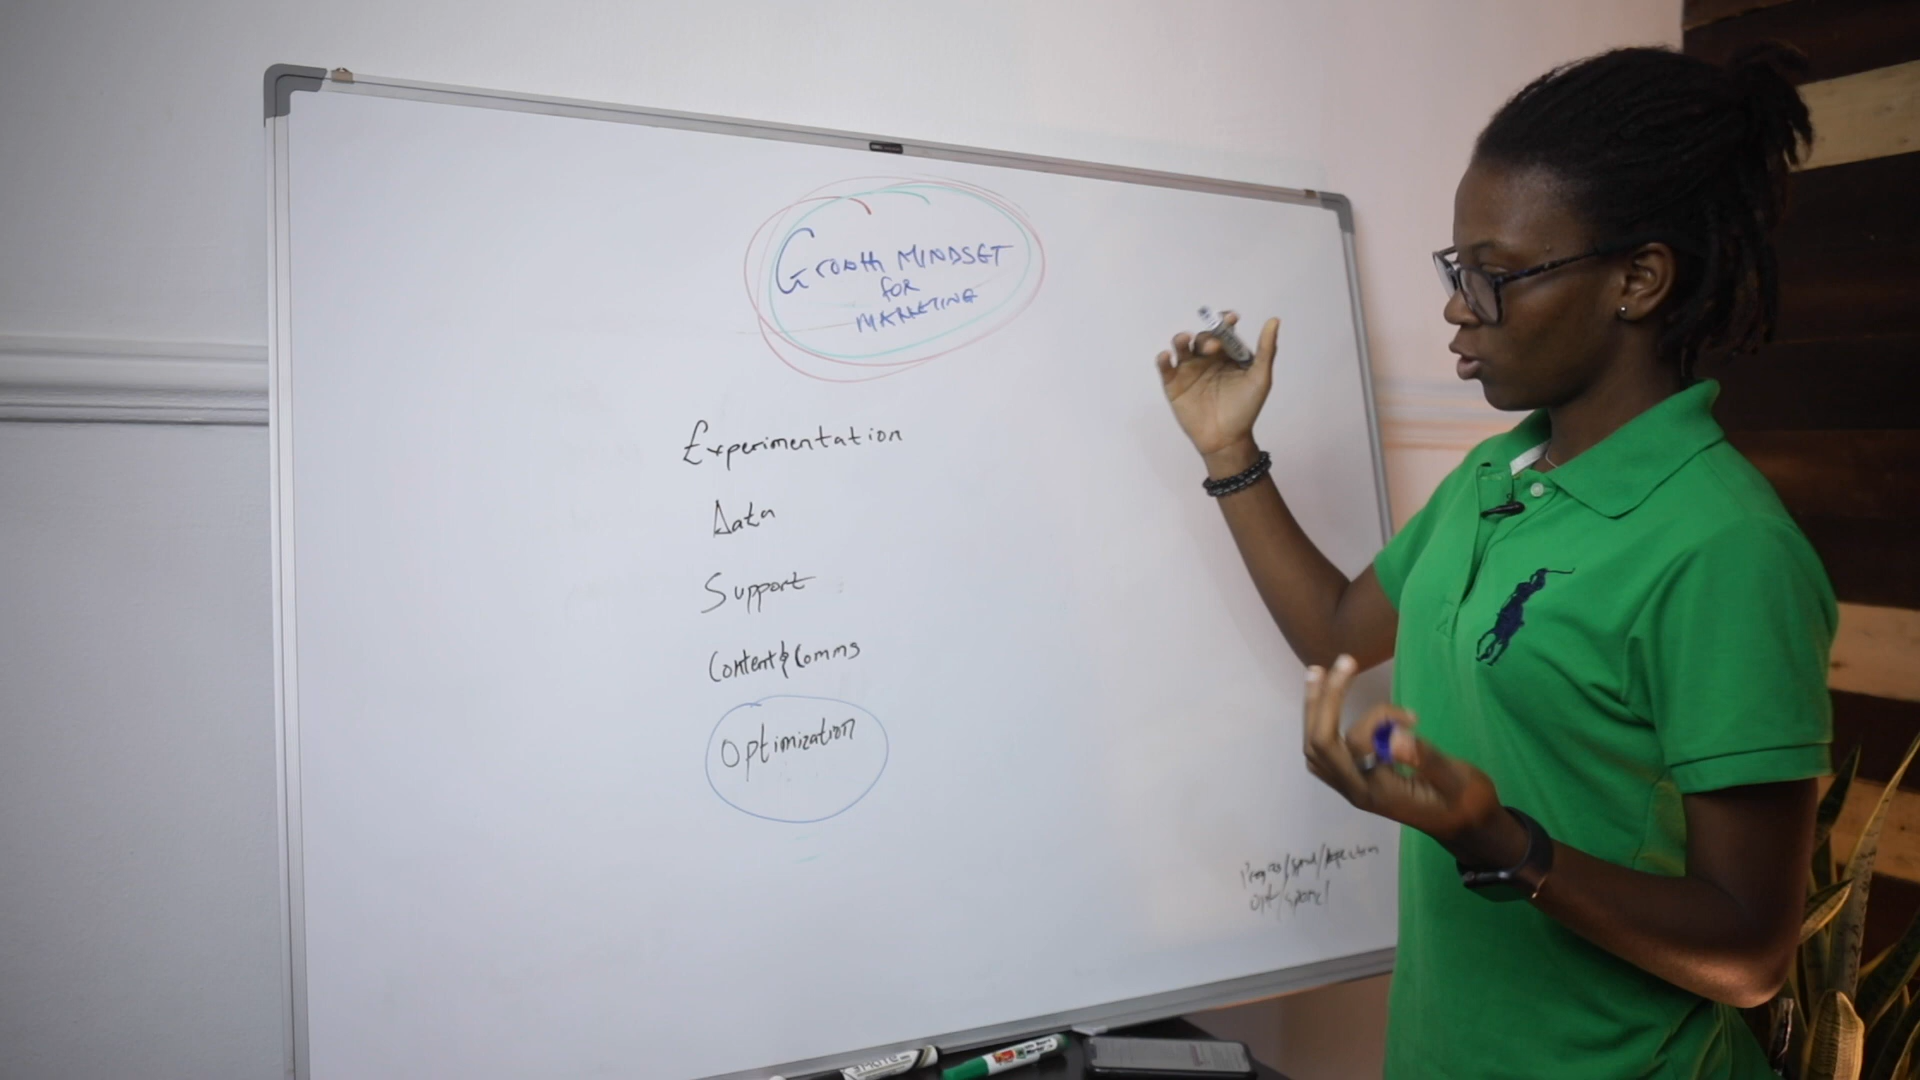 Growth MINDSET
FOR
MARKETING
Experimentation
Data
Support
Content & Comms
Optimization